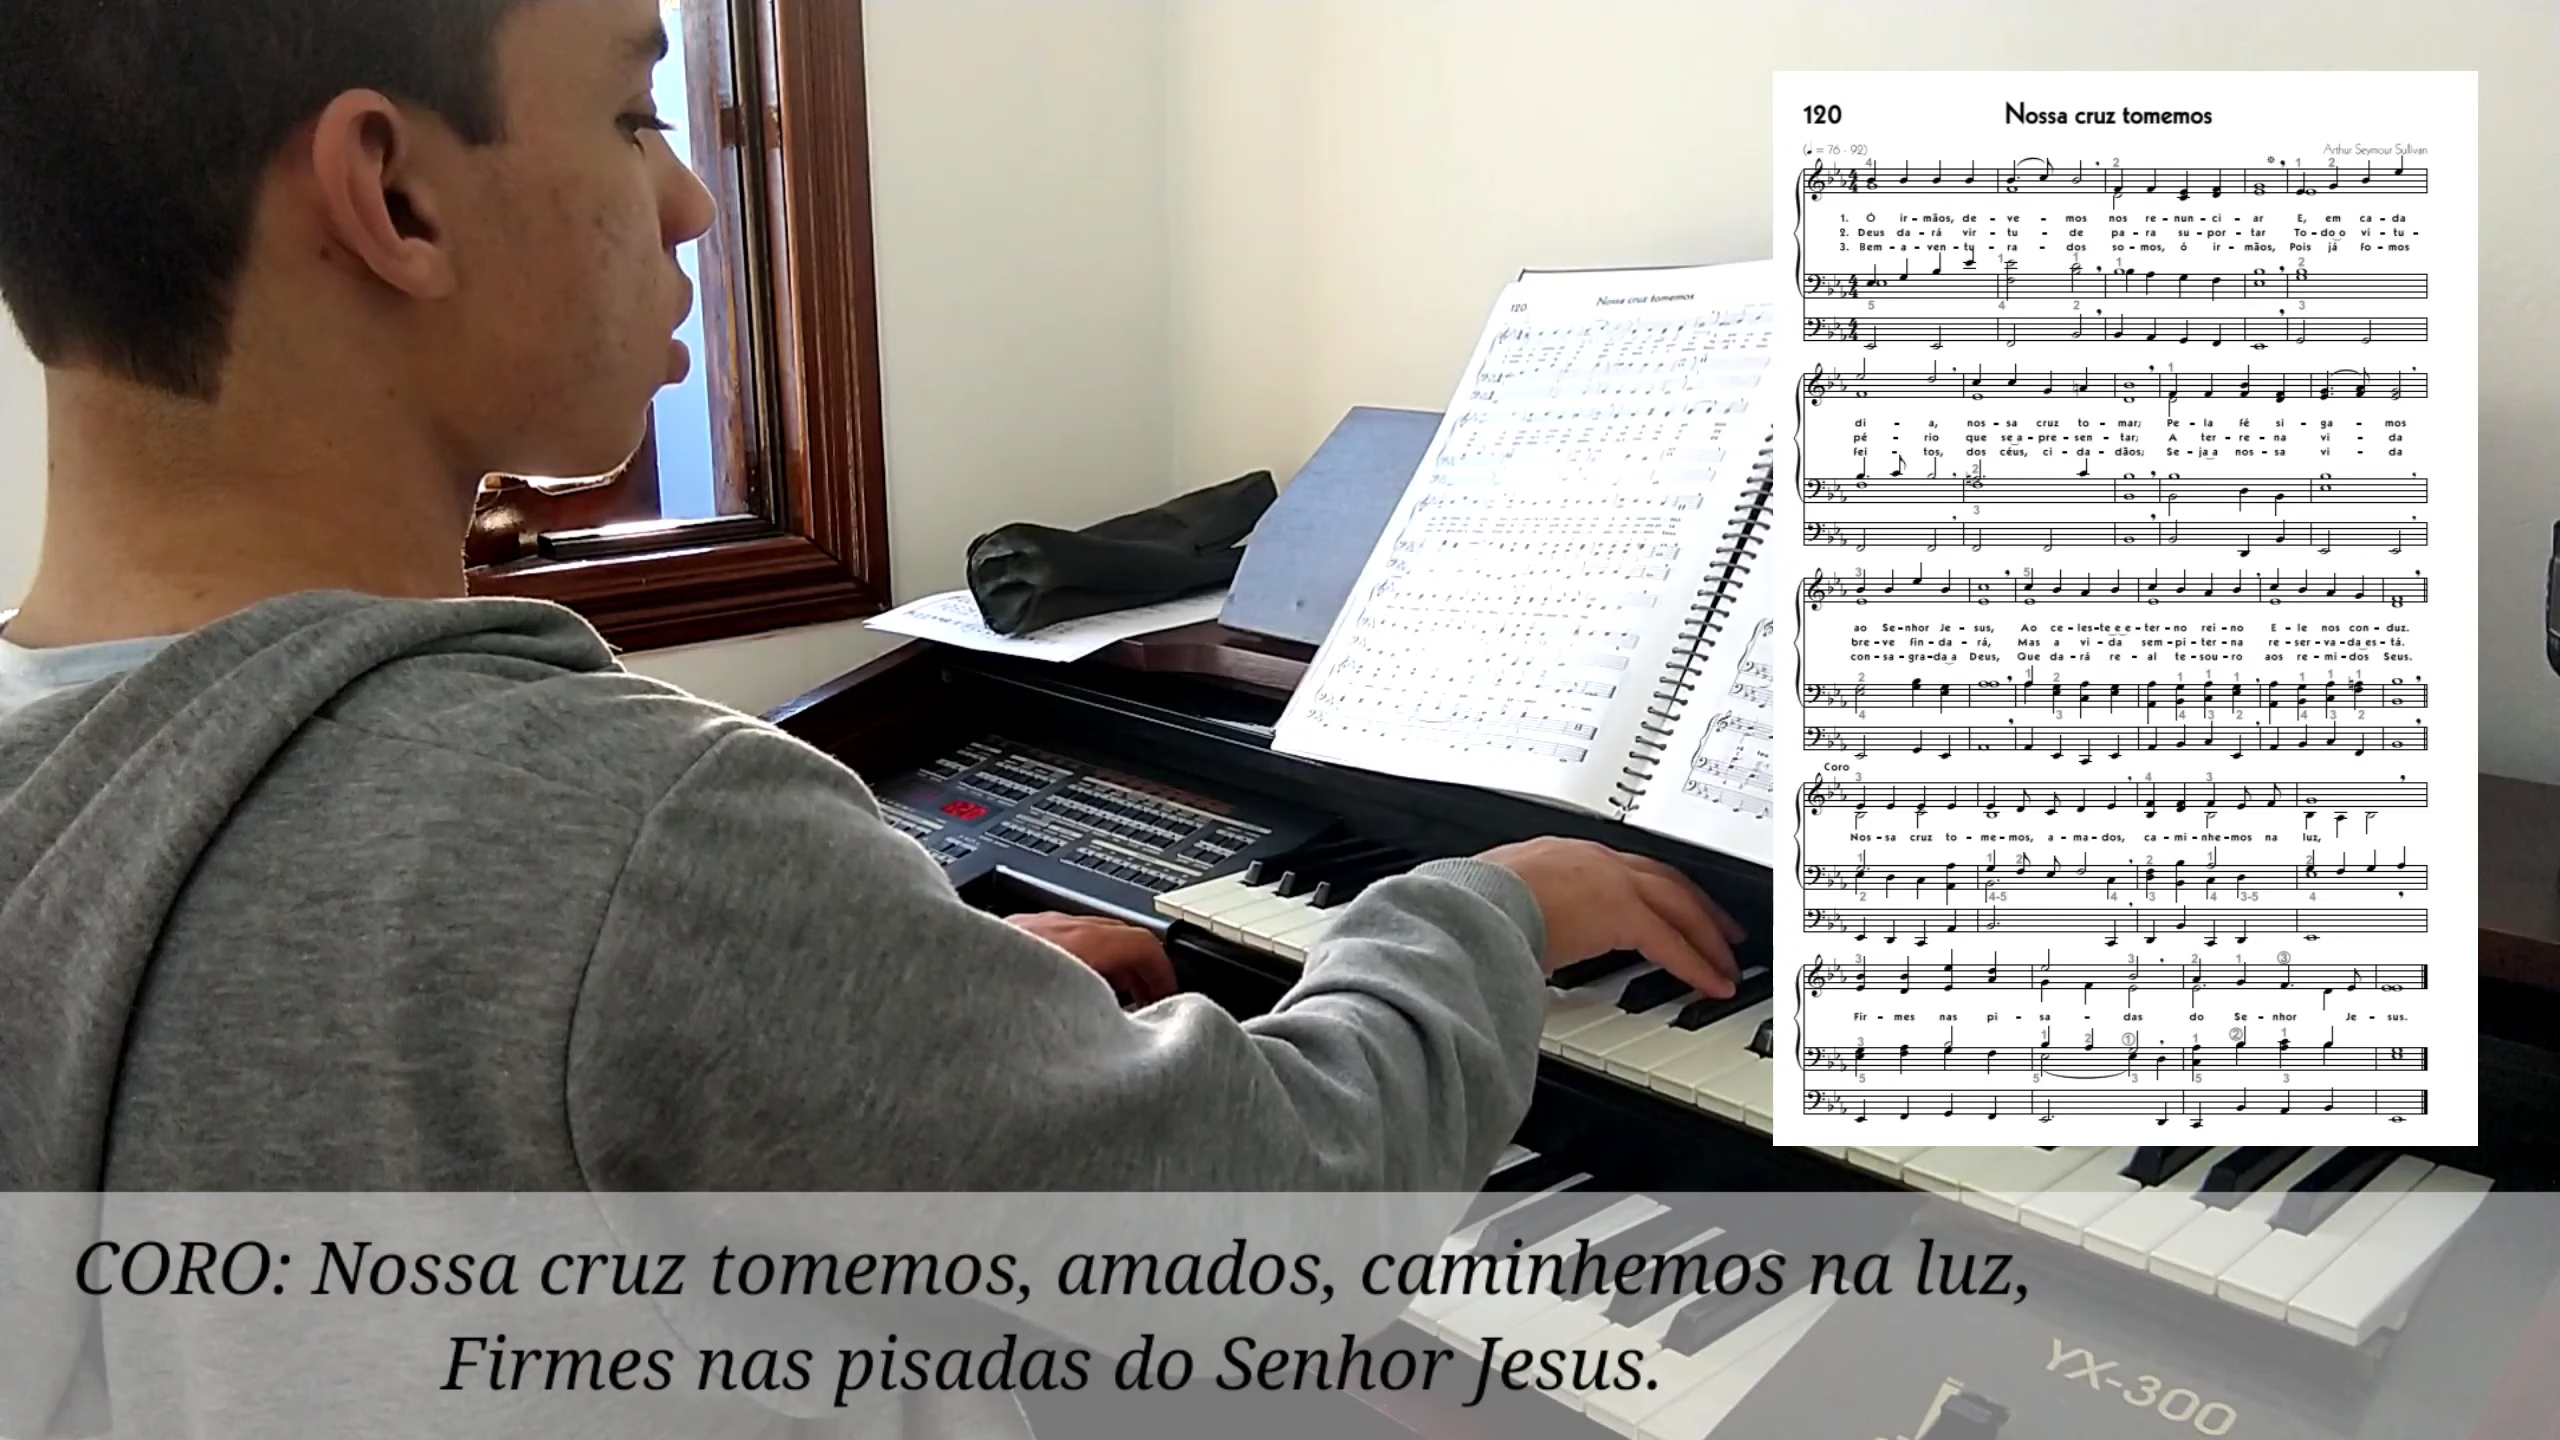 120
Nossa cruz tomemos
(♩ = 76 - 92)
Arthur Seymour Sullivan
1. Ó ir - mãos, de - ve - mos nos re - nun - ci - ar E, em ca - da
2. Deus da - rá vir - tu - de pa - ra su - por - tar To - do o vi - tu -
3. Bem - a - ven - tu - ra - dos so - mos, ó ir - mãos, Pois já fo - mos
di - a, nos - sa cruz to - mar; Pe - la fé si - ga - mos
pé - rio que se a - pre - sen - tar; A ter - re - na vi - da
fei - tos, dos céus, ci - da - dãos; Se - ja a nos - sa vi - da
ao Se - nhor Je - sus, Ao ce - les - te e e - ter - no rei - no E - le nos con - duz.
bre - ve fin - da - rá, Mas a vi - da sem - pi - ter - na re - ser - va - da es - tá.
con - sa - gra - da a Deus, Que da - rá re - al te - sou - ro aos re - mi - dos Seus.
Coro
Nos - sa cruz to - me - mos, a - ma - dos, ca - mi - nhe - mos na luz,
Fir - mes nas pi - sa - das do Se - nhor Je - sus.
120
Nossa cruz tomemos
CORO: Nossa cruz tomemos, amados, caminhemos na luz,
Firmes nas pisadas do Senhor Jesus.
YX-300